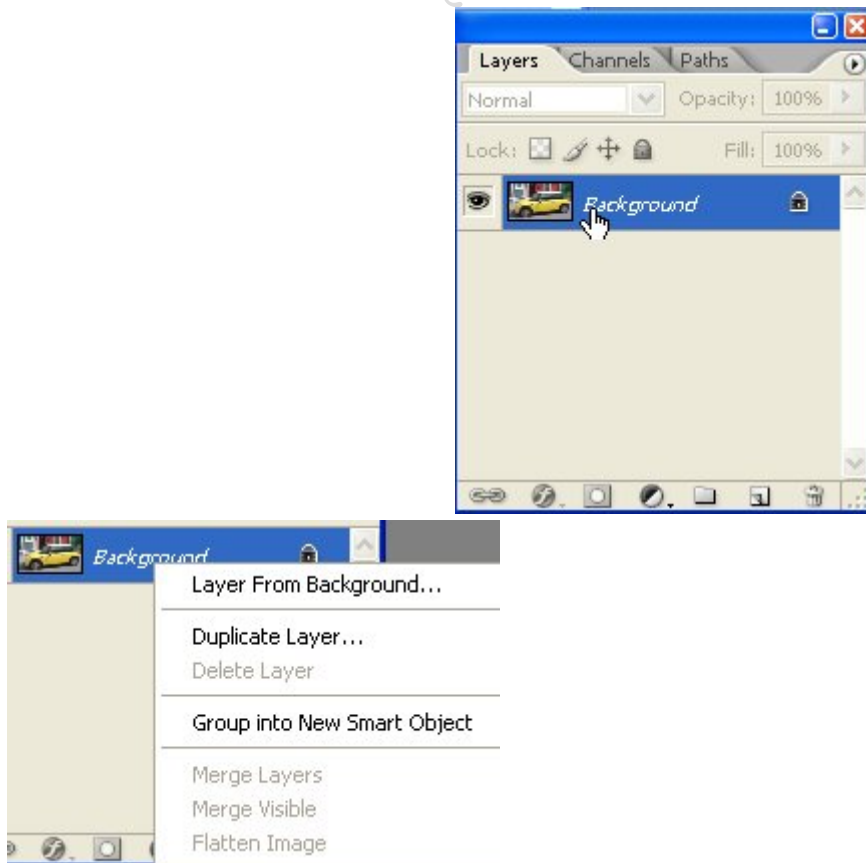 Layers Channels Paths
Normal Opacity: 100%
Lock: Fill: 100%
Background
Background
Layer From Background...
Duplicate Layer...
Delete Layer
Group into New Smart Object
Merge Layers
Merge Visible
Flatten Image